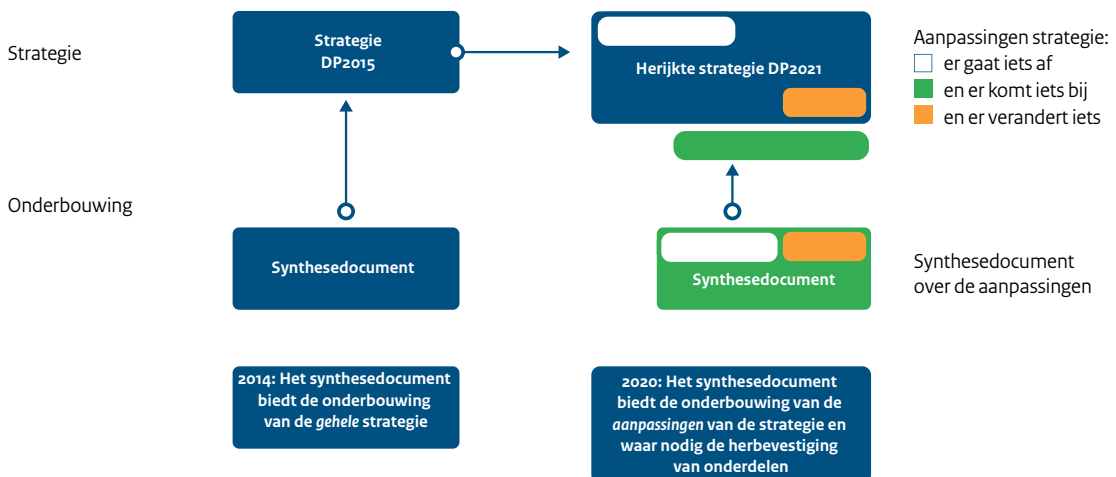 Strategie
Strategie
DP2015
Herijkte strategie DP2021
Aanpassingen strategie:
er gaat iets af
en er komt iets bij
en er verandert iets
Onderbouwing
Synthesedocument
Synthesedocument
Synthesedocument
over de aanpassingen
2014: Het synthesedocument
biedt de onderbouwing
van de gehele strategie
2020: Het synthesedocument
biedt de onderbouwing van de
aanpassingen van de strategie en
waar nodig de herbevestiging
van onderdelen